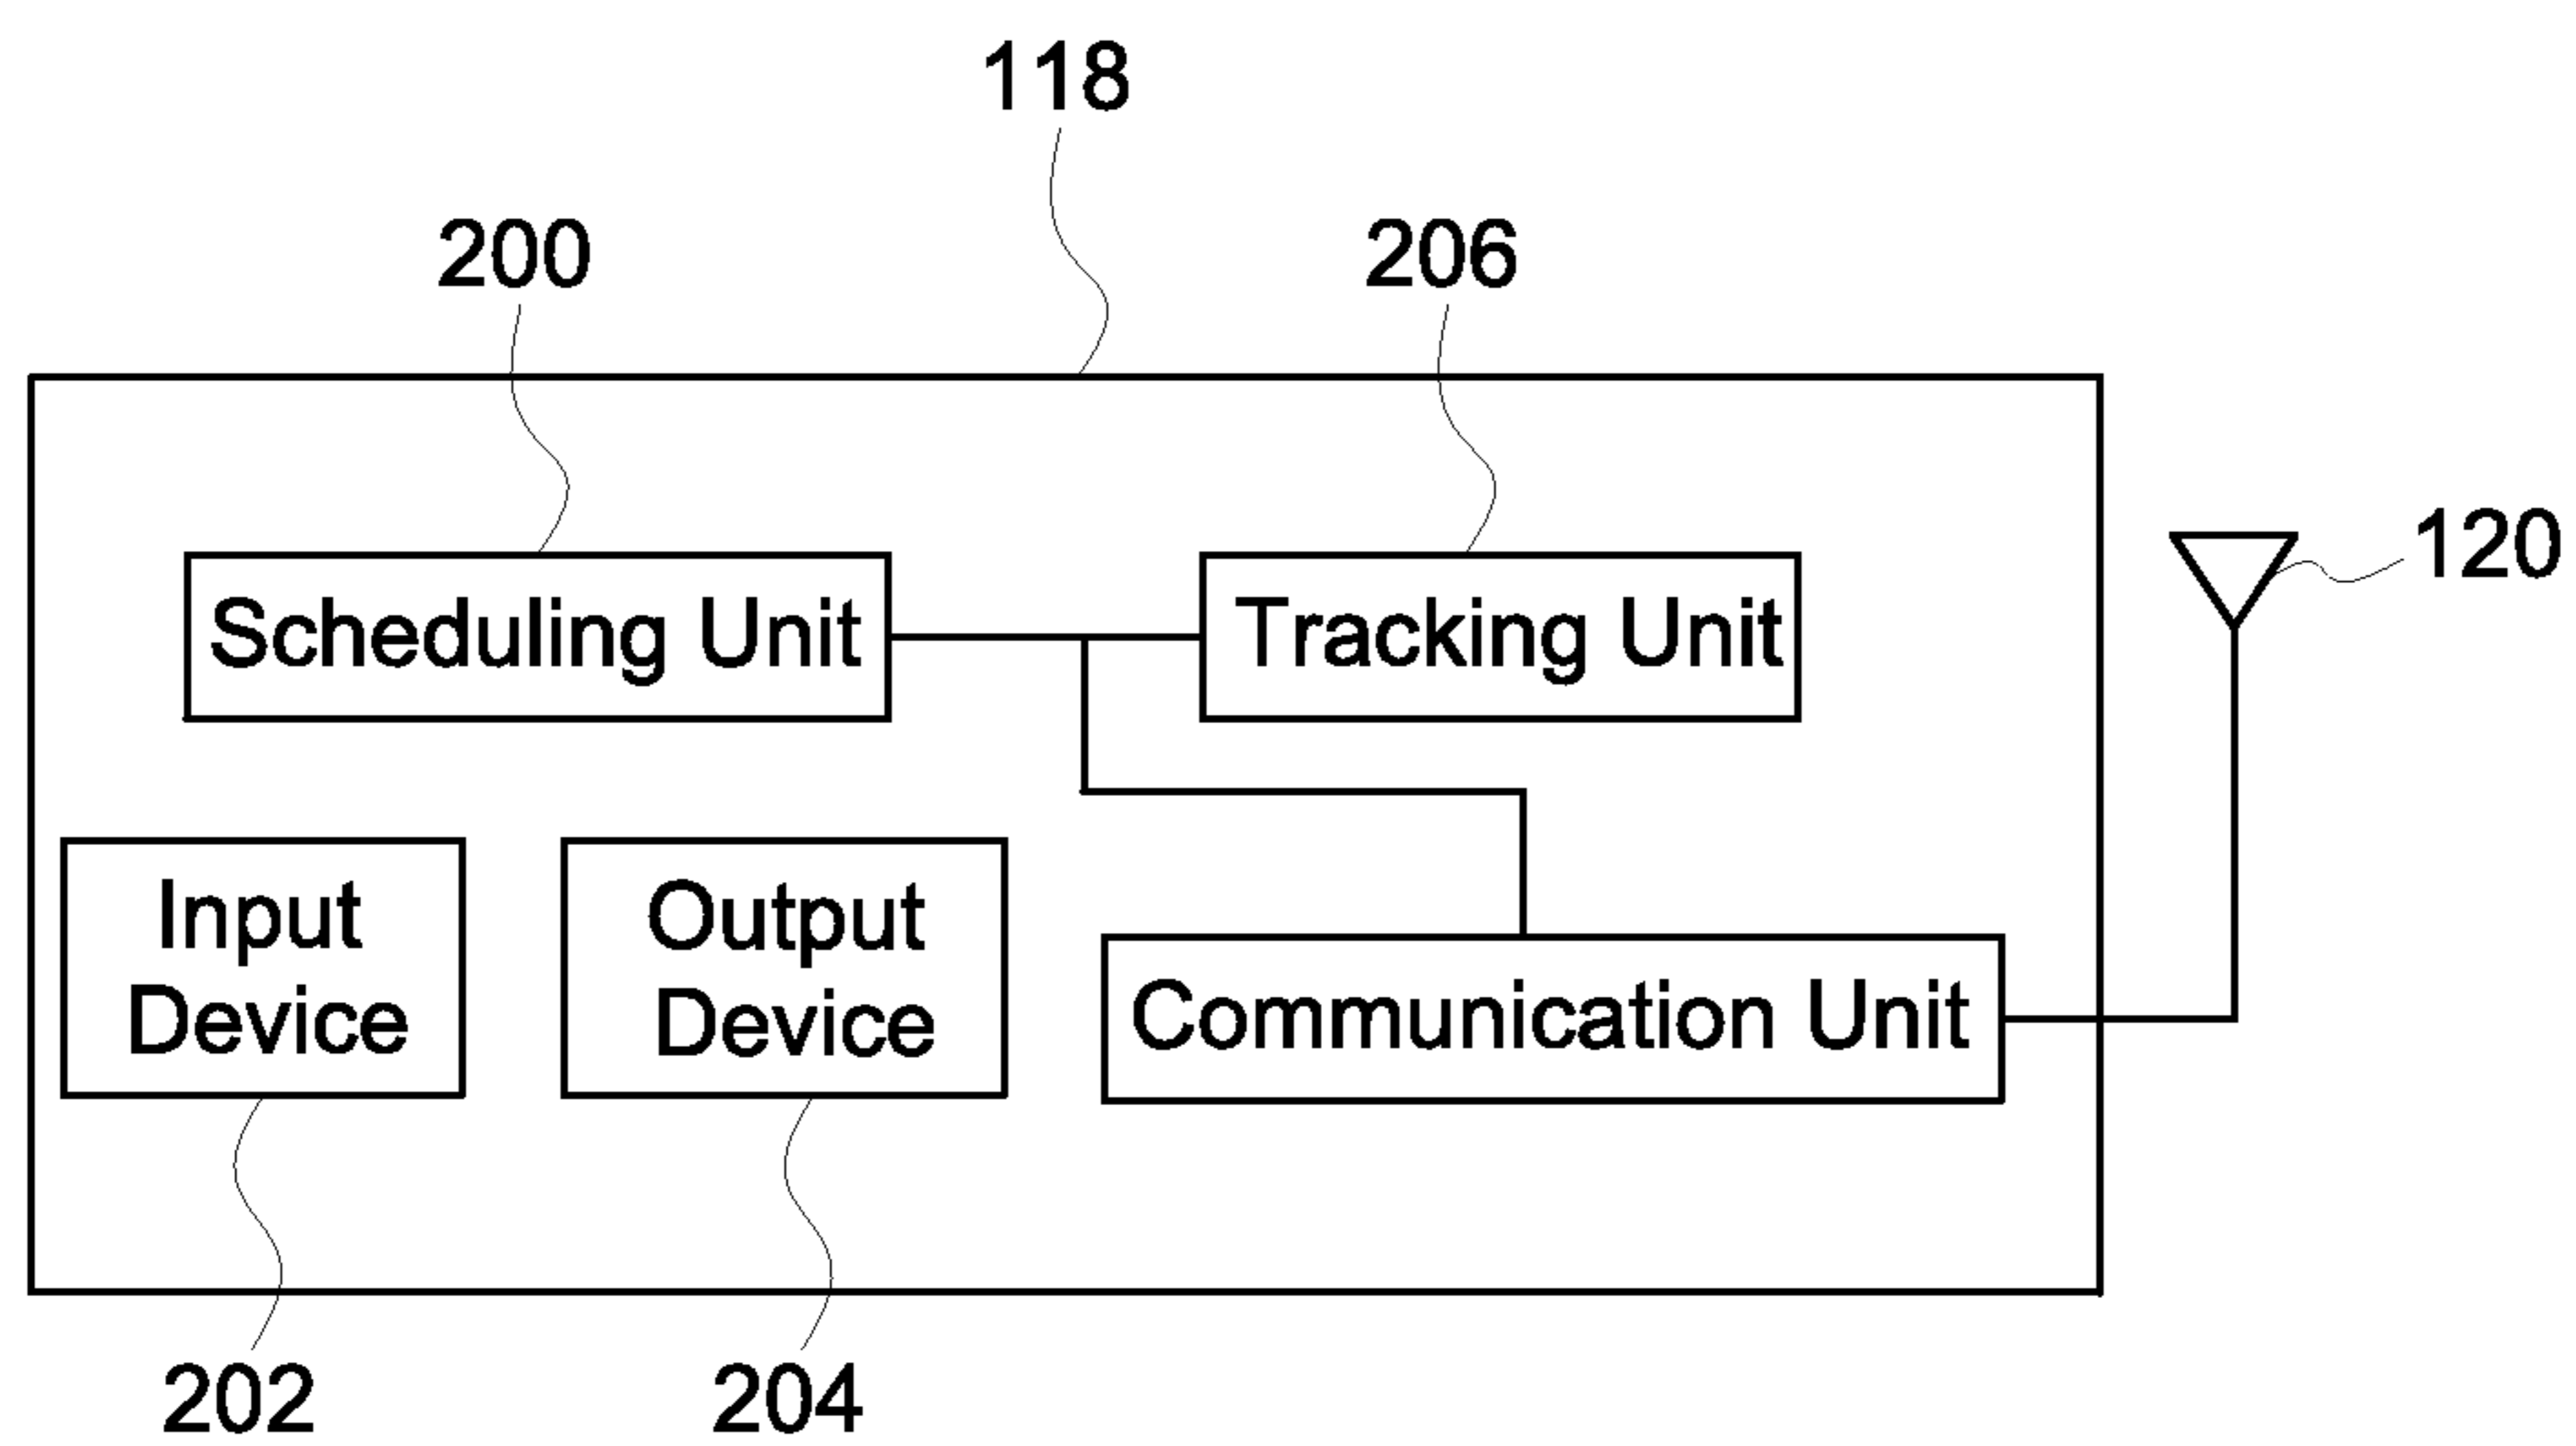 118
200
206
Scheduling Unit
Tracking Unit
120
Input
Device
Output
Device
Communication Unit
202
204